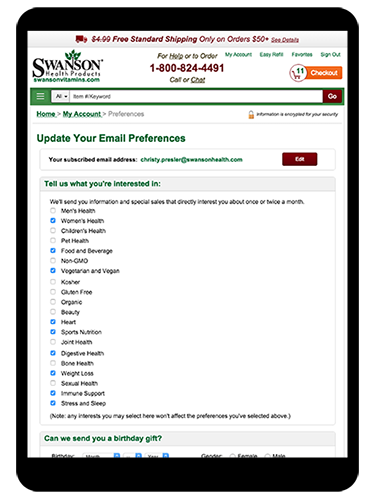 $4.99 Free Standard Shipping Only on Orders $50+ See Details
SWANSON
Health Products
swansonvitamins.com
For Help or to Order
1-800-824-4491
Call or Chat
My Account Easy Refill Favorites Sign Out
11 Checkout
All Item #/Keyword Go
Home > My Account > Preferences
Information is encrypted for your security
Update Your Email Preferences
Your subscribed email address: christy.presler@swansonhealth.com Edit
Tell us what you're interested in:
We'll send you information and special sales that directly interest you about once or twice a month.
Men's Health
Women's Health
Children's Health
Pet Health
Food and Beverage
Non-GMO
Vegetarian and Vegan
Kosher
Gluten Free
Organic
Beauty
Heart
Sports Nutrition
Joint Health
Digestive Health
Bone Health
Weight Loss
Sexual Health
Immune Support
Stress and Sleep
(Note: any interests you may select here won't affect the preferences you've selected above.)
Can we send you a birthday gift?
Birthday: Month Year Gender: Female Male